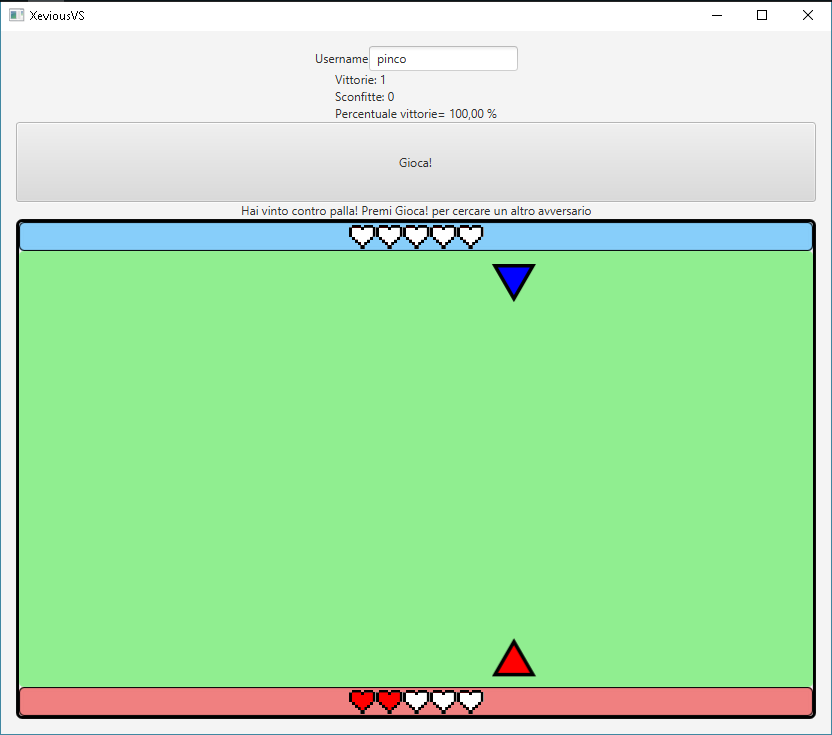 XeviousVS
Username pinco
Vittorie: 1
Sconfitte: 0
Percentuale vittorie= 100,00 %
Gioca!
Hai vinto contro palla! Premi Gioca! per cercare un altro avversario